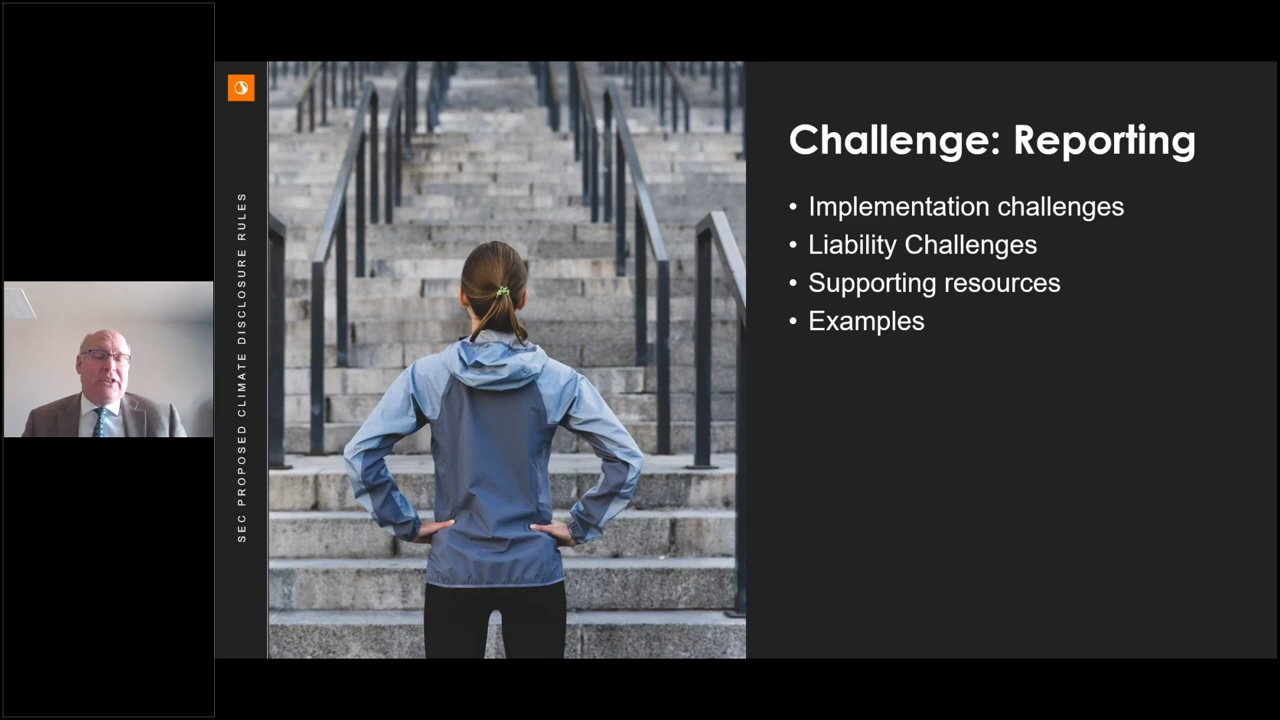 SEC PROPOSED CLIMATE DISCLOSURE RULES
Challenge: Reporting
• Implementation challenges
• Liability Challenges
• Supporting resources
• Examples